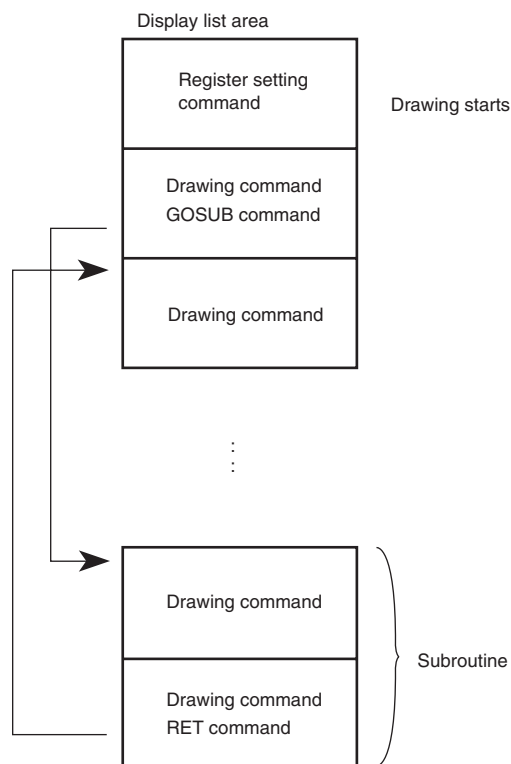 Display list area
Register setting
command
Drawing starts
Drawing command
GOSUB command
Drawing command
Drawing command
Subroutine
Drawing command
RET command